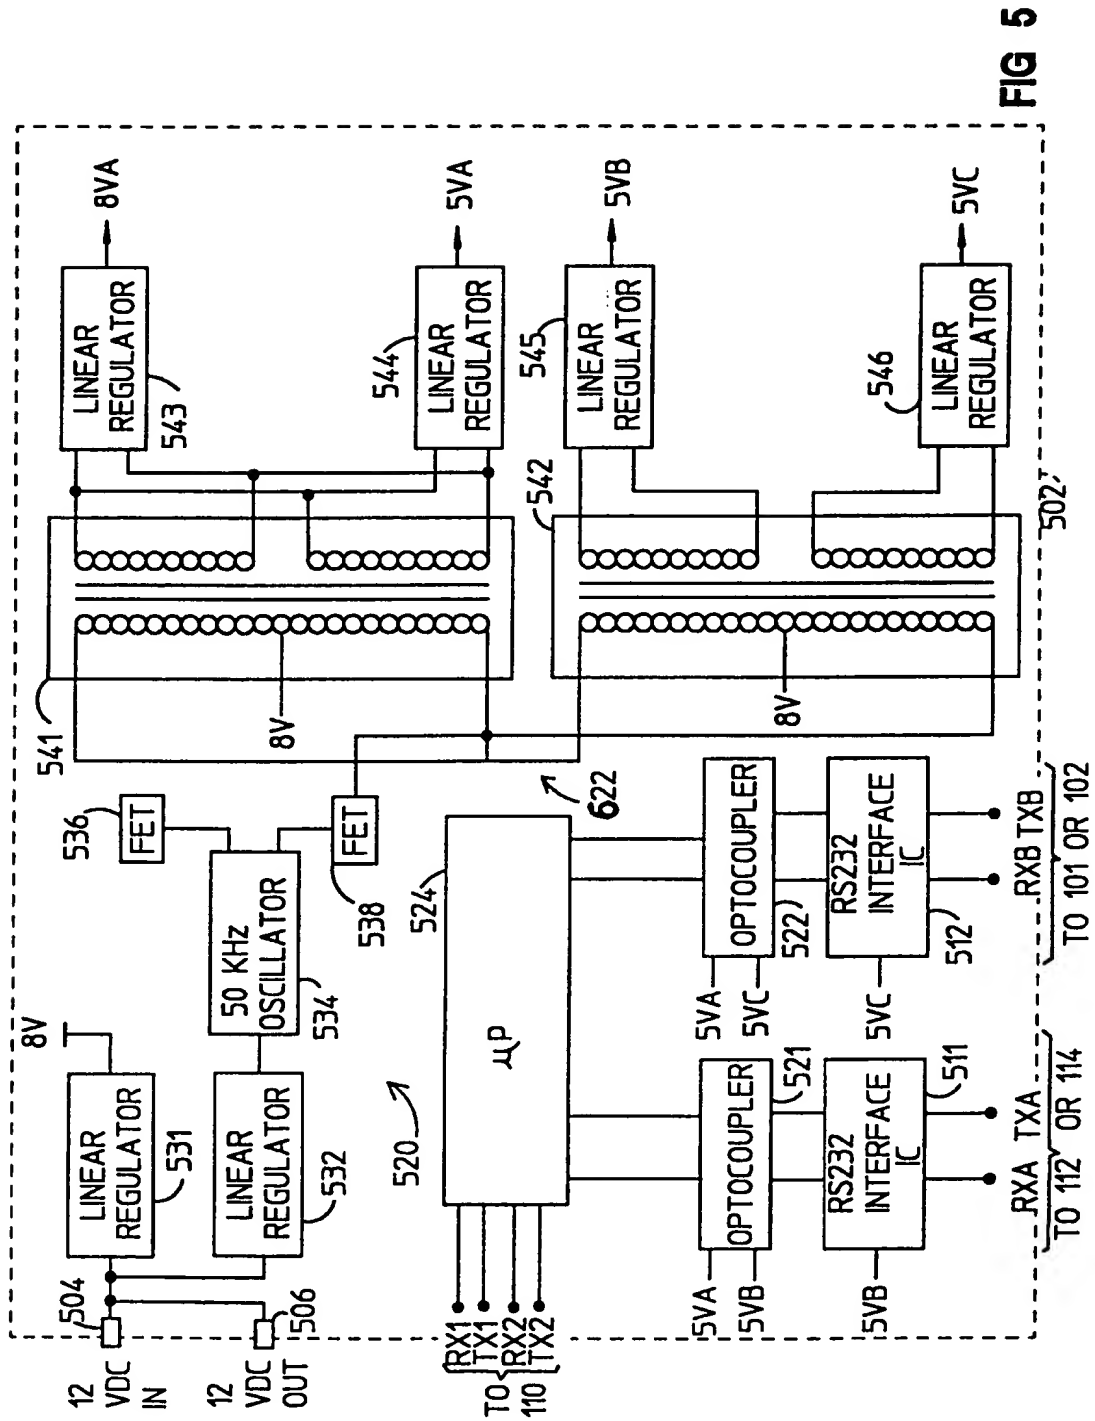 FIG 5
12
VDC
IN
504
12
VDC
OUT
506
LINEAR
REGULATOR
531
8V
LINEAR
REGULATOR
532
50 KHz
OSCILLATOR
534
FET
536
FET
538
541
8V
LINEAR
REGULATOR
543
8VA
LINEAR
REGULATOR
544
5VA
542
8V
LINEAR
REGULATOR
545
5VB
LINEAR
REGULATOR
546
5VC
622
520
µP
524
RX1
TX1
RX2
TX2
TO
110
5VA
5VB
OPTOCOUPLER
521
5VA
5VC
OPTOCOUPLER
522
5VB
RS232
INTERFACE
IC
511
5VC
RS232
INTERFACE
IC
512
RXA TXA
TO 112 OR 114
RXB TXB
TO 101 OR 102
502